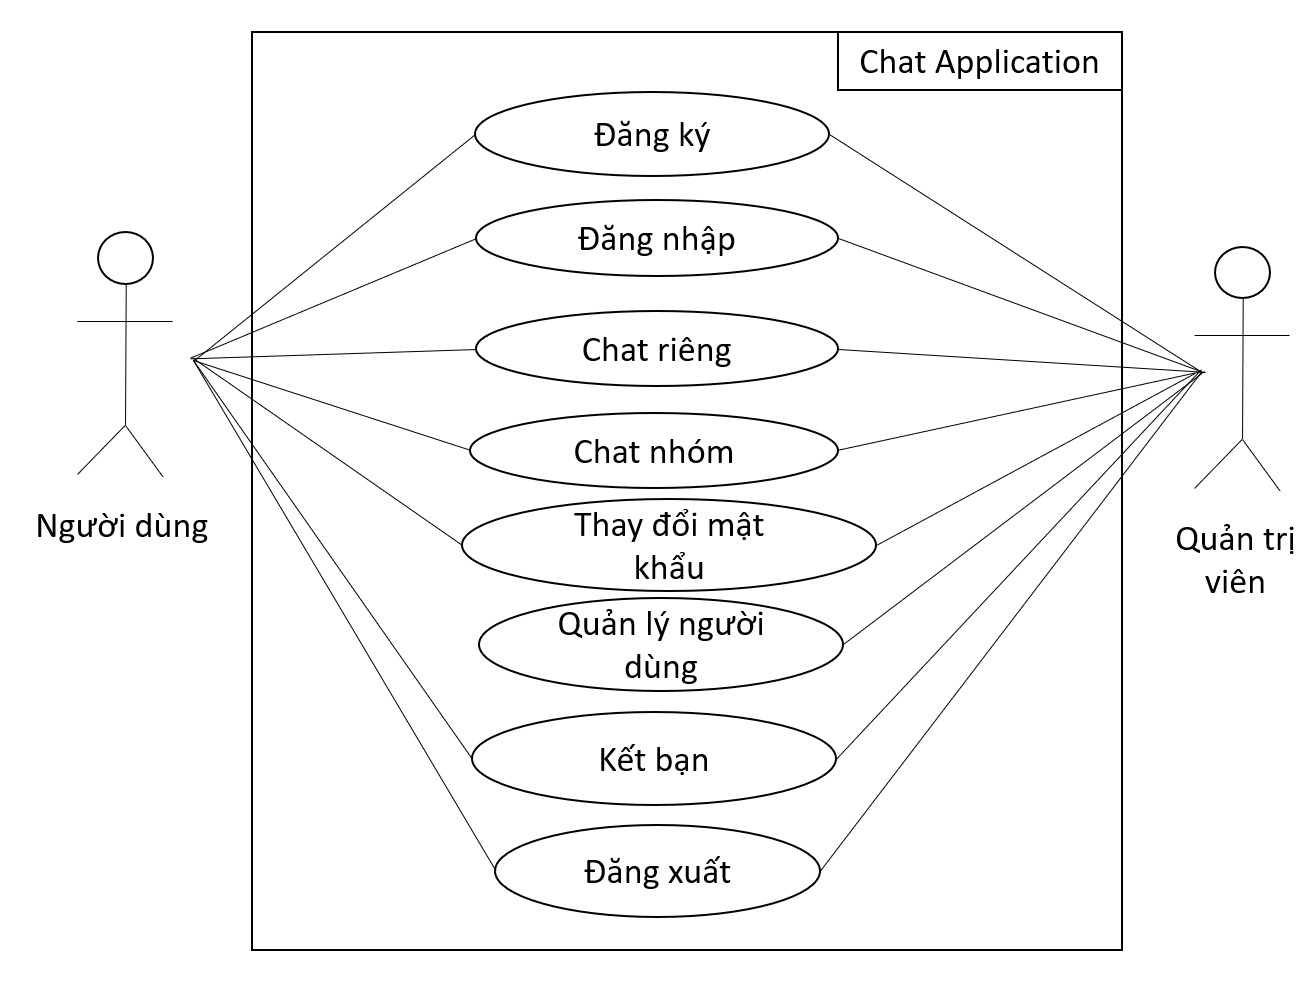 Chat Application
Đăng ký
Đăng nhập
Chat riêng
Chat nhóm
Thay đổi mật
khẩu
Quản lý người
dùng
Kết bạn
Đăng xuất
Người dùng
Quản trị
viên